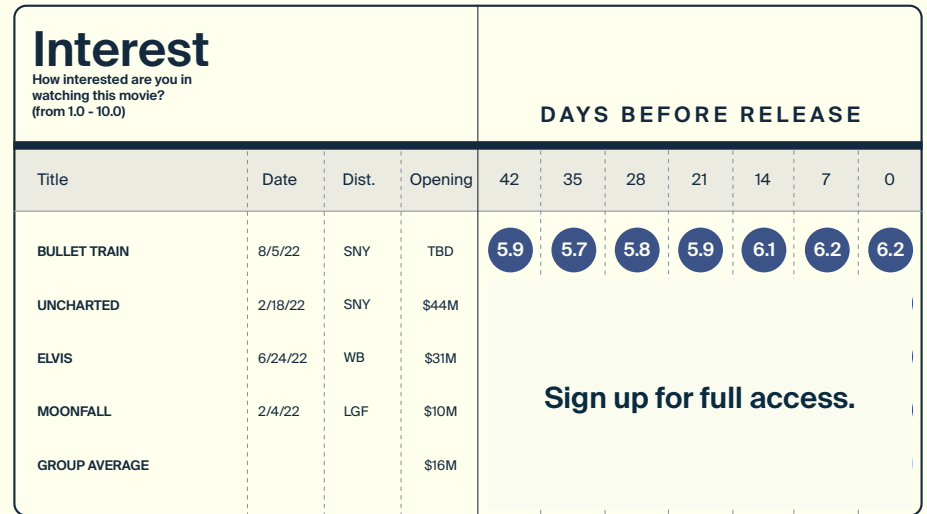 Interest
How interested are you in
watching this movie?
(from 1.0 - 10.0)
DAYS BEFORE RELEASE
Title Date Dist. Opening 42 35 28 21 14 7 0
BULLET TRAIN 8/5/22 SNY TBD 5.9 5.7 5.8 5.9 6.1 6.2 6.2
UNCHARTED 2/18/22 SNY $44M
ELVIS 6/24/22 WB $31M
Sign up for full access.
MOONFALL 2/4/22 LGF $10M
GROUP AVERAGE $16M